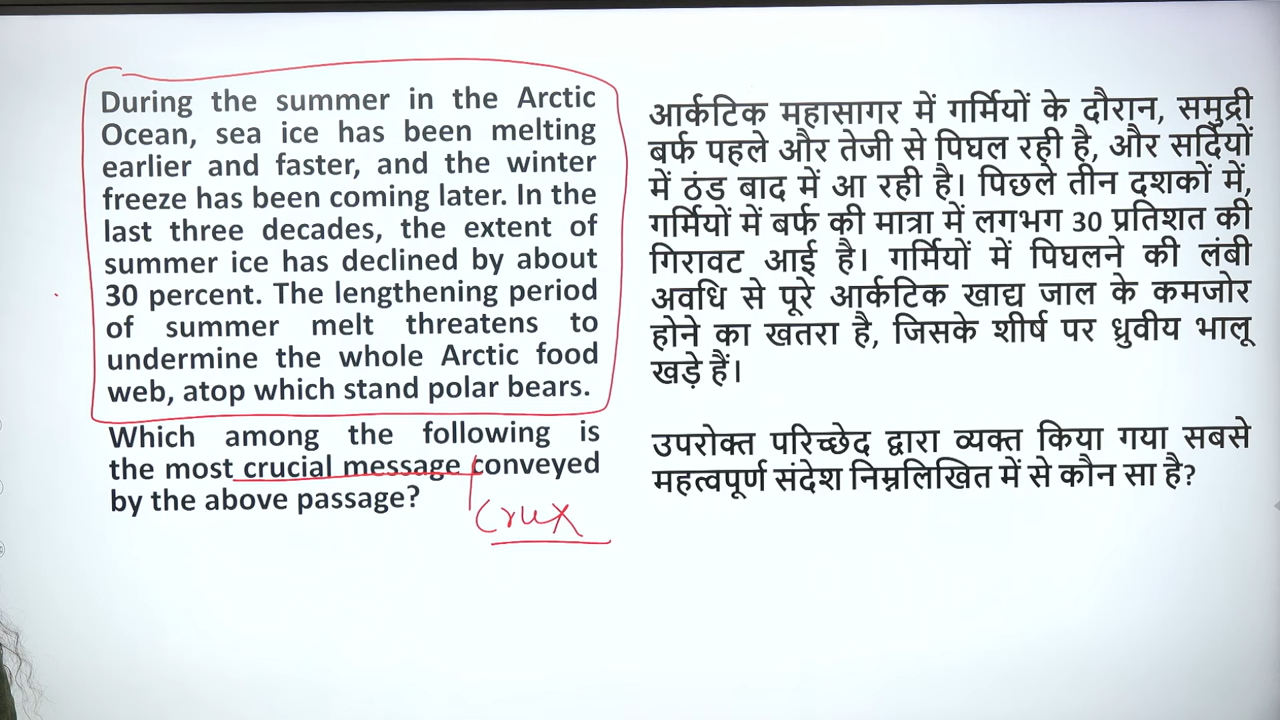 During the summer in the Arctic
Ocean, sea ice has been melting
earlier and faster, and the winter
freeze has been coming later. In the
last three decades, the extent of
summer ice has declined by about
30 percent. The lengthening period
of summer melt threatens to
undermine the whole Arctic food
web, atop which stand polar bears.
Which among the following is
the most crucial message conveyed
by the above passage?
Crux
आर्कटिक महासागर में गर्मियों के दौरान, समुद्री
बर्फ पहले और तेजी से पिघल रही है, और सर्दियों
में ठंड बाद में आ रही है। पिछले तीन दशकों में,
गर्मियों में बर्फ की मात्रा में लगभग 30 प्रतिशत की
गिरावट आई है। गर्मियों में पिघलने की लंबी
अवधि से पूरे आर्कटिक खाद्य जाल के कमजोर
होने का खतरा है, जिसके शीर्ष पर ध्रुवीय भालू
खड़े हैं।
उपरोक्त परिच्छेद द्वारा व्यक्त किया गया सबसे
महत्वपूर्ण संदेश निम्नलिखित में से कौन सा है?